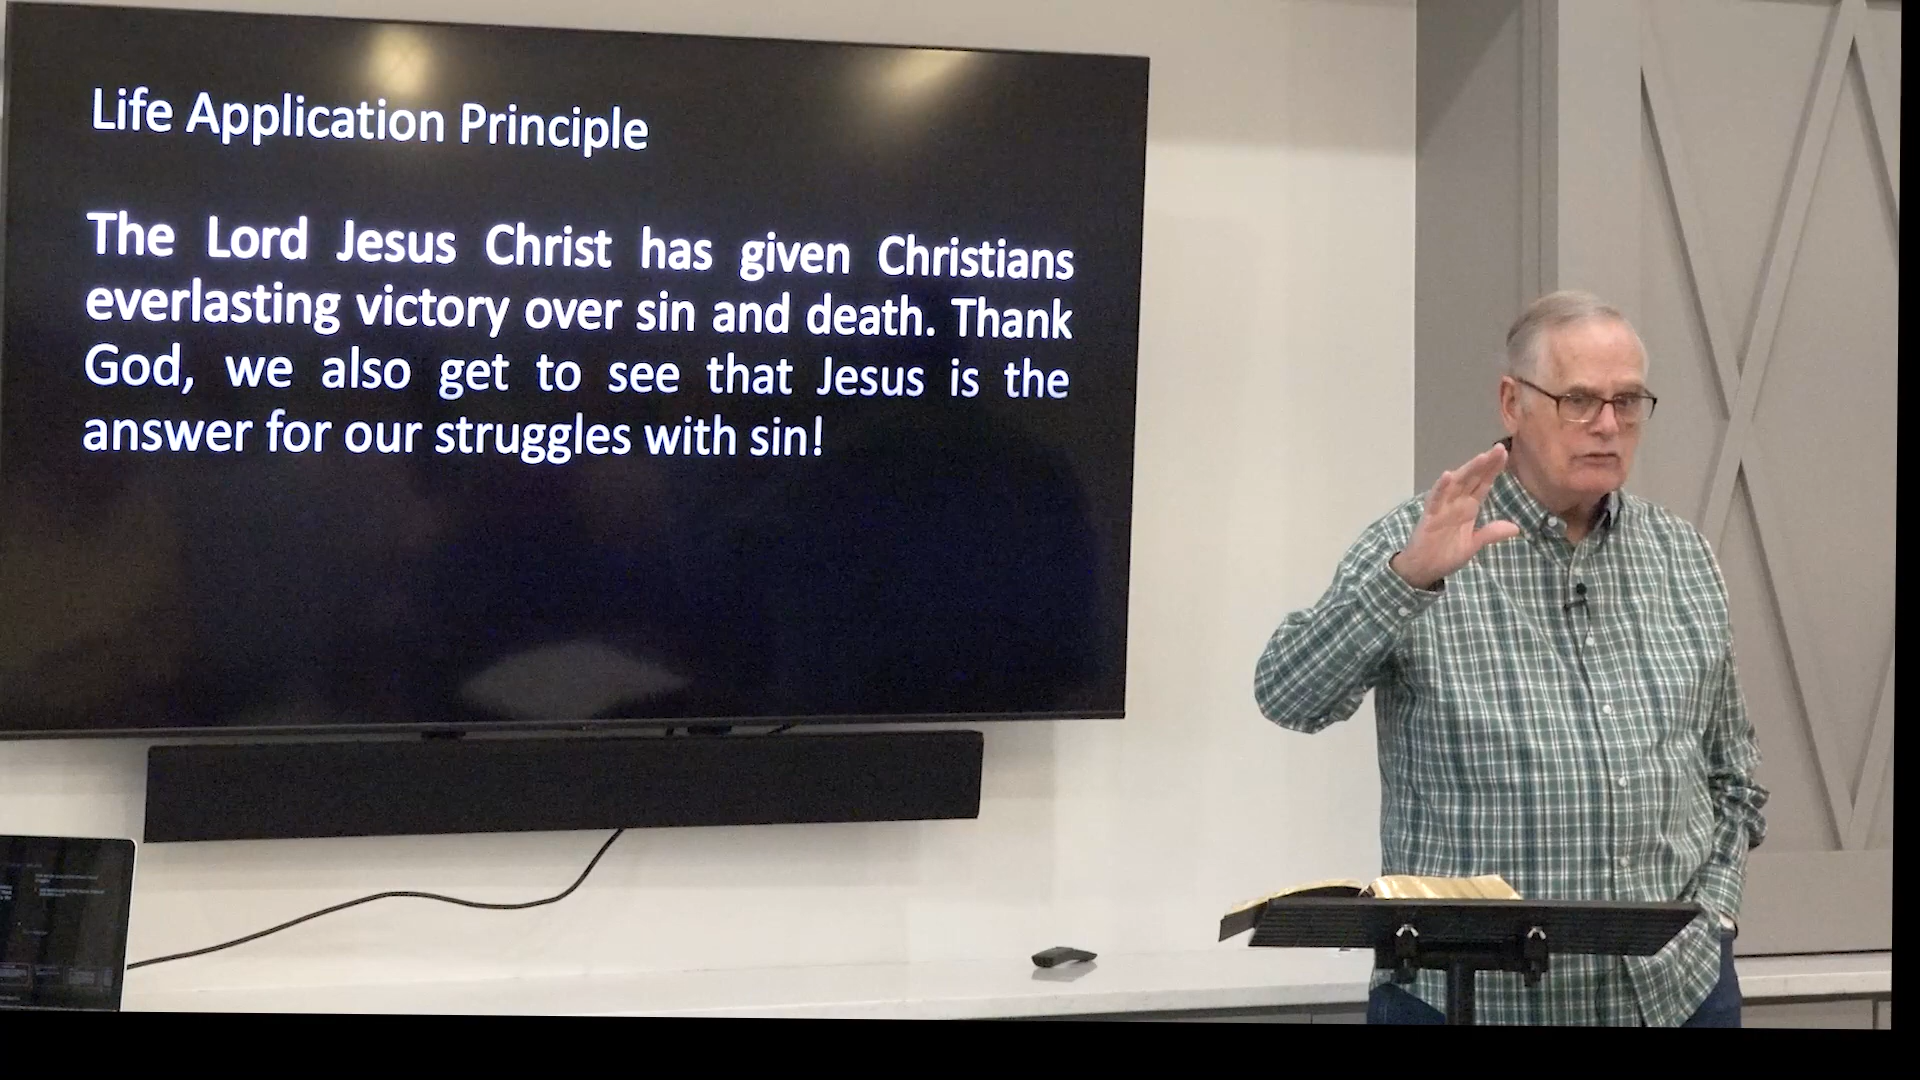 Life Application Principle
The Lord Jesus Christ has given Christians
everlasting victory over sin and death. Thank
God, we also get to see that Jesus is the
answer for our struggles with sin!